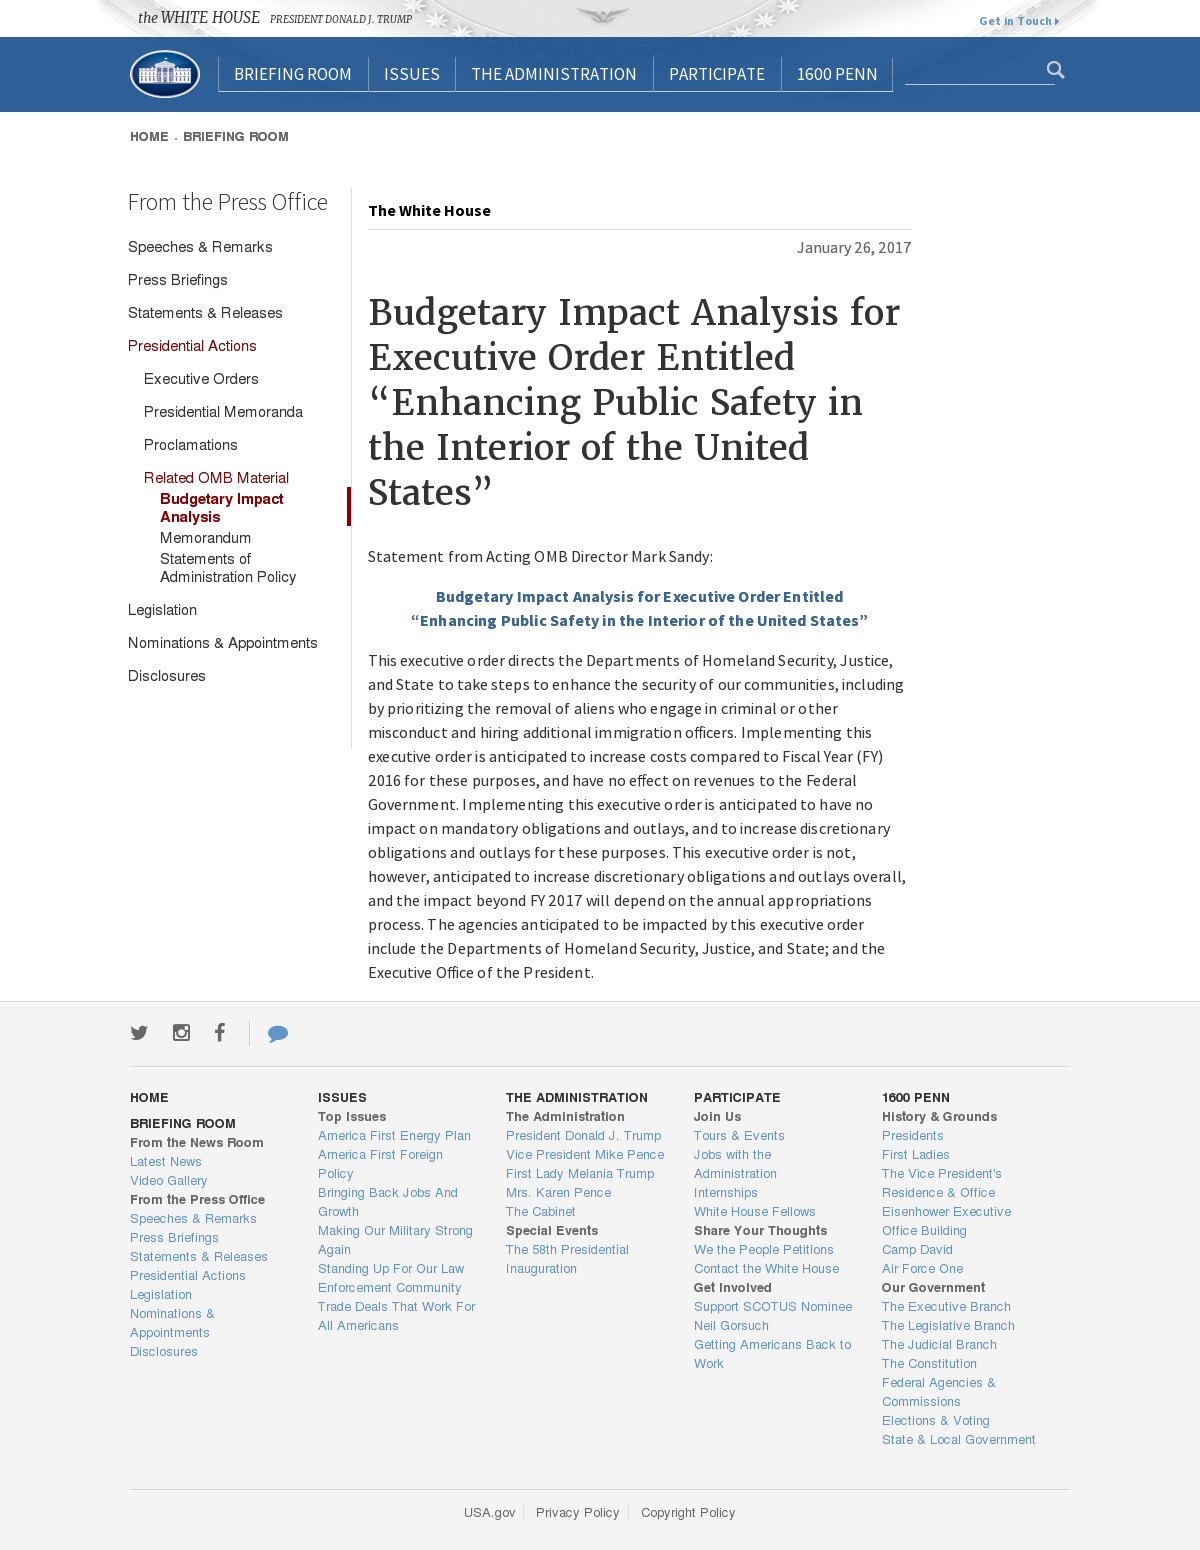 the WHITE HOUSE PRESIDENT DONALD J. TRUMP
Get in Touch
BRIEFING ROOM
ISSUES
THE ADMINISTRATION
PARTICIPATE
1600 PENN
HOME . BRIEFING ROOM
From the Press Office
Speeches & Remarks
Press Briefings
Statements & Releases
Presidential Actions
Executive Orders
Presidential Memoranda
Proclamations
Related OMB Material
Budgetary Impact
Analysis
Memorandum
Statements of
Administration Policy
Legislation
Nominations & Appointments
Disclosures
The White House
January 26, 2017
Budgetary Impact Analysis for
Executive Order Entitled
“Enhancing Public Safety in
the Interior of the United
States”
Statement from Acting OMB Director Mark Sandy:
Budgetary Impact Analysis for Executive Order Entitled
“Enhancing Public Safety in the Interior of the United States”
This executive order directs the Departments of Homeland Security, Justice,
and State to take steps to enhance the security of our communities, including
by prioritizing the removal of aliens who engage in criminal or other
misconduct and hiring additional immigration officers. Implementing this
executive order is anticipated to increase costs compared to Fiscal Year (FY)
2016 for these purposes, and have no effect on revenues to the Federal
Government. Implementing this executive order is anticipated to have no
impact on mandatory obligations and outlays, and to increase discretionary
obligations and outlays for these purposes. This executive order is not,
however, anticipated to increase discretionary obligations and outlays overall,
and the impact beyond FY 2017 will depend on the annual appropriations
process. The agencies anticipated to be impacted by this executive order
include the Departments of Homeland Security, Justice, and State; and the
Executive Office of the President.
HOME
BRIEFING ROOM
From the News Room
Latest News
Video Gallery
From the Press Office
Speeches & Remarks
Press Briefings
Statements & Releases
Presidential Actions
Legislation
Nominations &
Appointments
Disclosures
ISSUES
Top Issues
America First Energy Plan
America First Foreign
Policy
Bringing Back Jobs And
Growth
Making Our Military Strong
Again
Standing Up For Our Law
Enforcement Community
Trade Deals That Work For
All Americans
THE ADMINISTRATION
The Administration
President Donald J. Trump
Vice President Mike Pence
First Lady Melania Trump
Mrs. Karen Pence
The Cabinet
Special Events
The 58th Presidential
Inauguration
PARTICIPATE
Join Us
Tours & Events
Jobs with the
Administration
Internships
White House Fellows
Share Your Thoughts
We the People Petitions
Contact the White House
Get Involved
Support SCOTUS Nominee
Neil Gorsuch
Getting Americans Back to
Work
1600 PENN
History & Grounds
Presidents
First Ladies
The Vice President's
Residence & Office
Eisenhower Executive
Office Building
Camp David
Air Force One
Our Government
The Executive Branch
The Legislative Branch
The Judicial Branch
The Constitution
Federal Agencies &
Commissions
Elections & Voting
State & Local Government
USA.gov
Privacy Policy
Copyright Policy